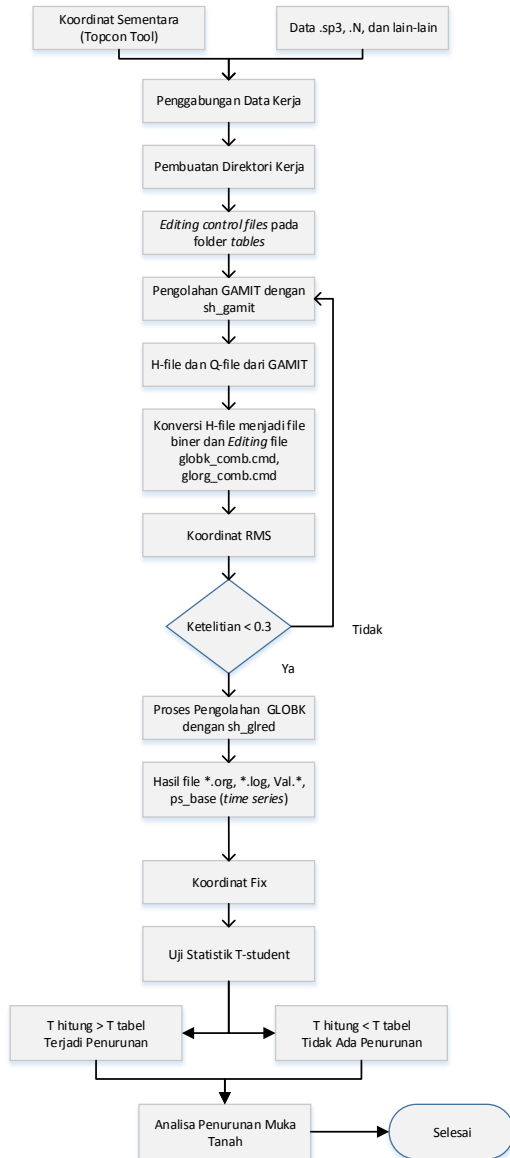 Koordinat Sementara
(Topcon Tool)
Data .sp3, .N, dan lain-lain
Penggabungan Data Kerja
Pembuatan Direktori Kerja
Editing control files pada
folder tables
Pengolahan GAMIT dengan
sh_gamit
H-file dan Q-file dari GAMIT
Konversi H-file menjadi file
biner dan Editing file
globk_comb.cmd,
glorg_comb.cmd
Koordinat RMS
Ketelitian < 0.3
Tidak
Ya
Proses Pengolahan GLOBK
dengan sh_glred
Hasil file *.org, *.log, Val.*,
ps_base (time series)
Koordinat Fix
Uji Statistik T-student
T hitung > T tabel
Terjadi Penurunan
T hitung < T tabel
Tidak Ada Penurunan
Analisa Penurunan Muka
Tanah
Selesai